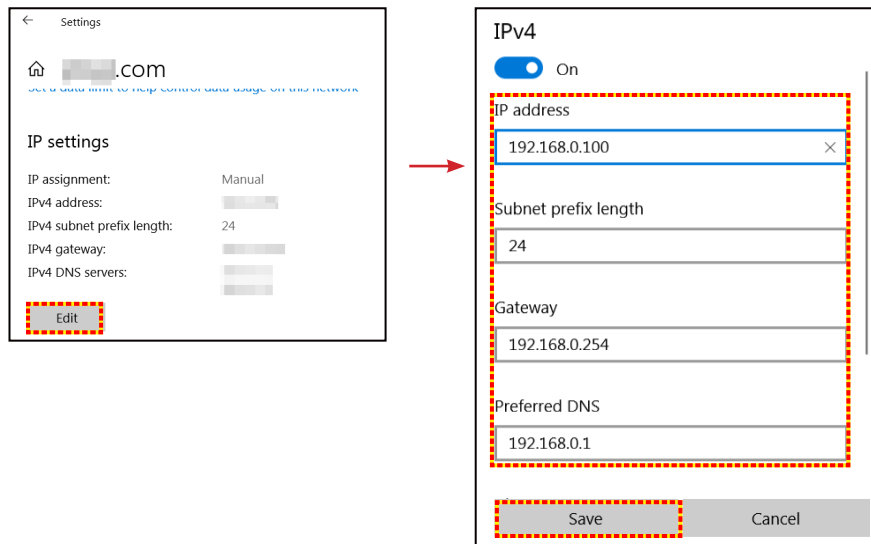 Settings
.com
Set a data limit to help control data usage on this network
IP settings
IP assignment: Manual
IPv4 address:
IPv4 subnet prefix length: 24
IPv4 gateway:
IPv4 DNS servers:
Edit
IPv4
On
IP address
192.168.0.100
Subnet prefix length
24
Gateway
192.168.0.254
Preferred DNS
192.168.0.1
Save Cancel